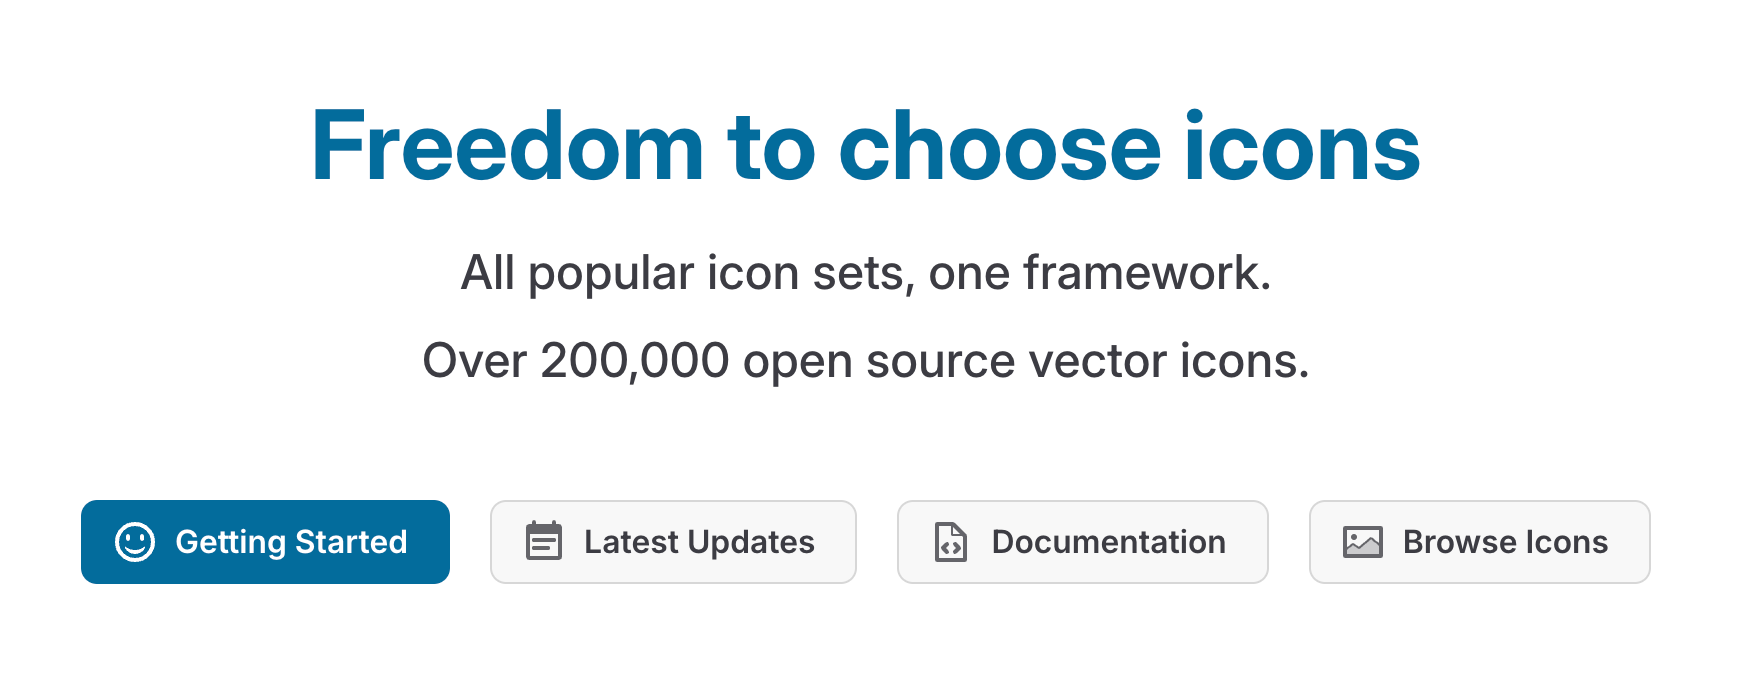 Freedom to choose icons
All popular icon sets, one framework.
Over 200,000 open source vector icons.
Getting Started
Latest Updates
Documentation
Browse Icons